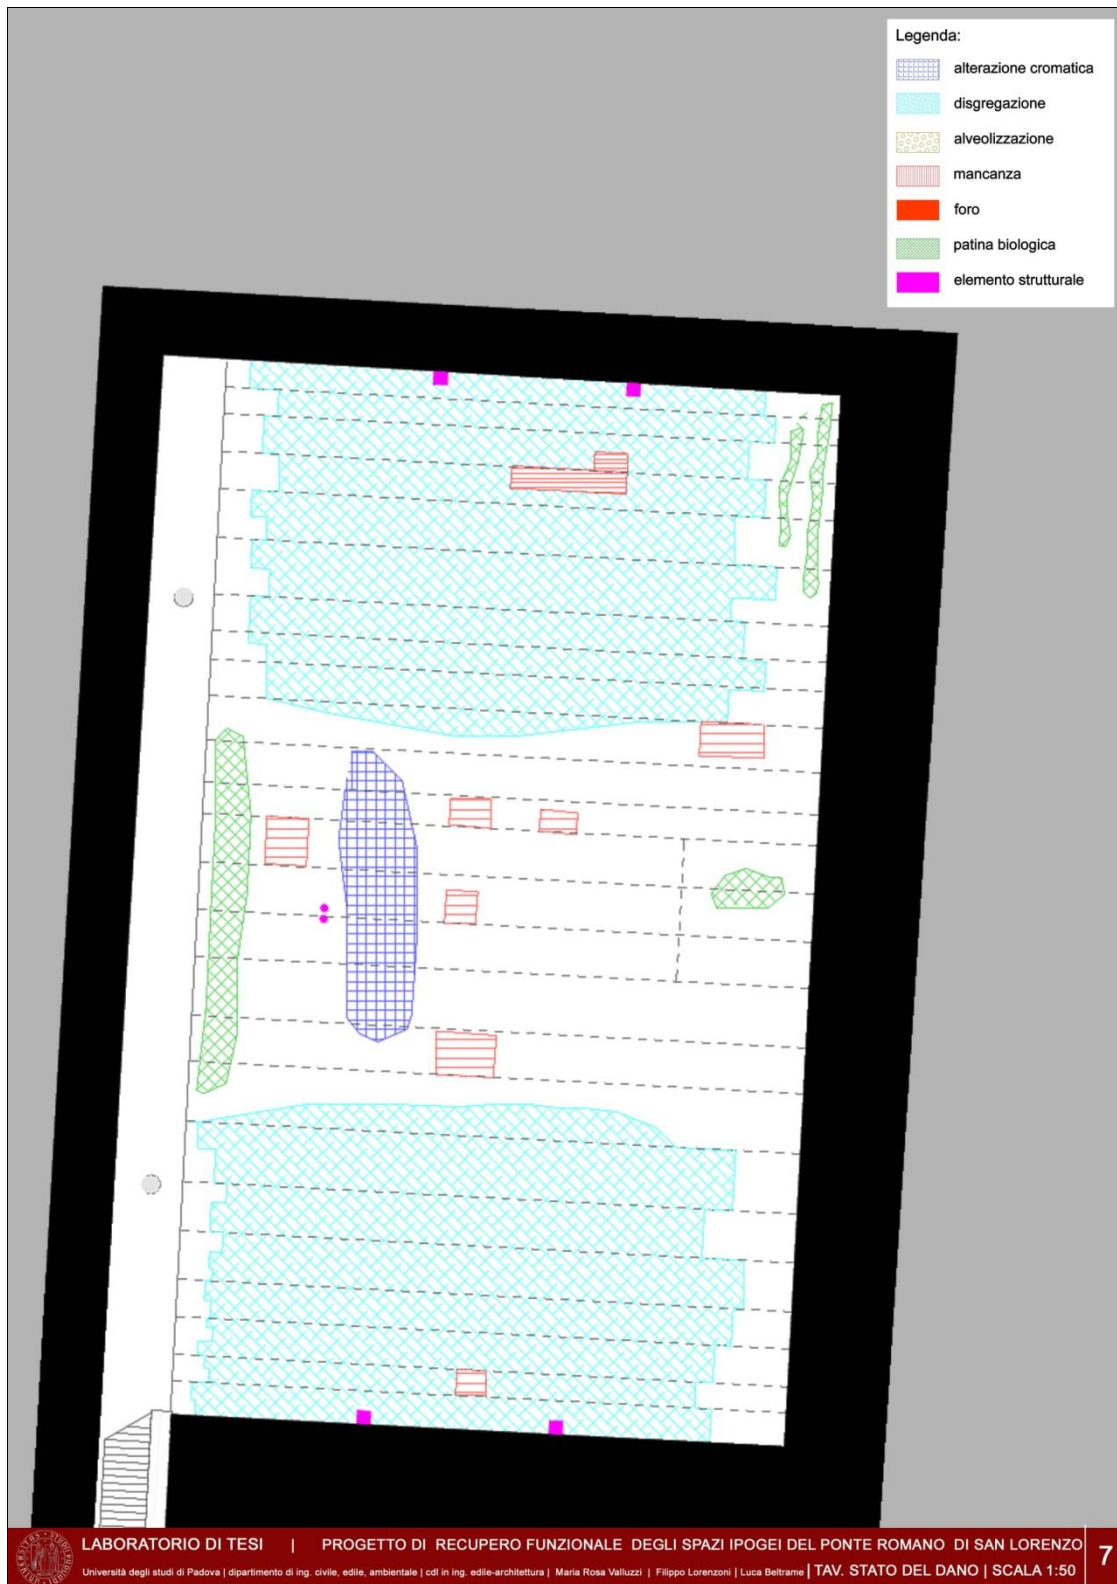 Legenda:
alterazione cromatica
disgregazione
alveolizzazione
mancanza
foro
patina biologica
elemento strutturale
LABORATORIO DI TESI | PROGETTO DI RECUPERO FUNZIONALE DEGLI SPAZI IPOGEI DEL PONTE ROMANO DI SAN LORENZO
Università degli studi di Padova | dipartimento di ing. civile, edile, ambientale | cdl in ing. edile-architettura | Maria Rosa Valluzzi | Filippo Lorenzoni | Luca Beltrame | TAV. STATO DEL DANO | SCALA 1:50
7